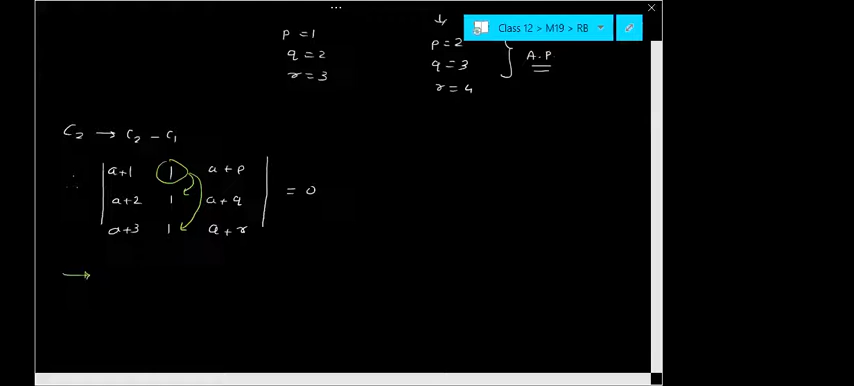 p = 1
q = 2
r = 3
Class 12 > M19 > RB
p = 2
q = 3
r = 4
A.P.
C₂ → C₂ − C₁
∴ | a+1 1 a+p |
| a+2 1 a+q | = 0
| a+3 1 a+r |
→